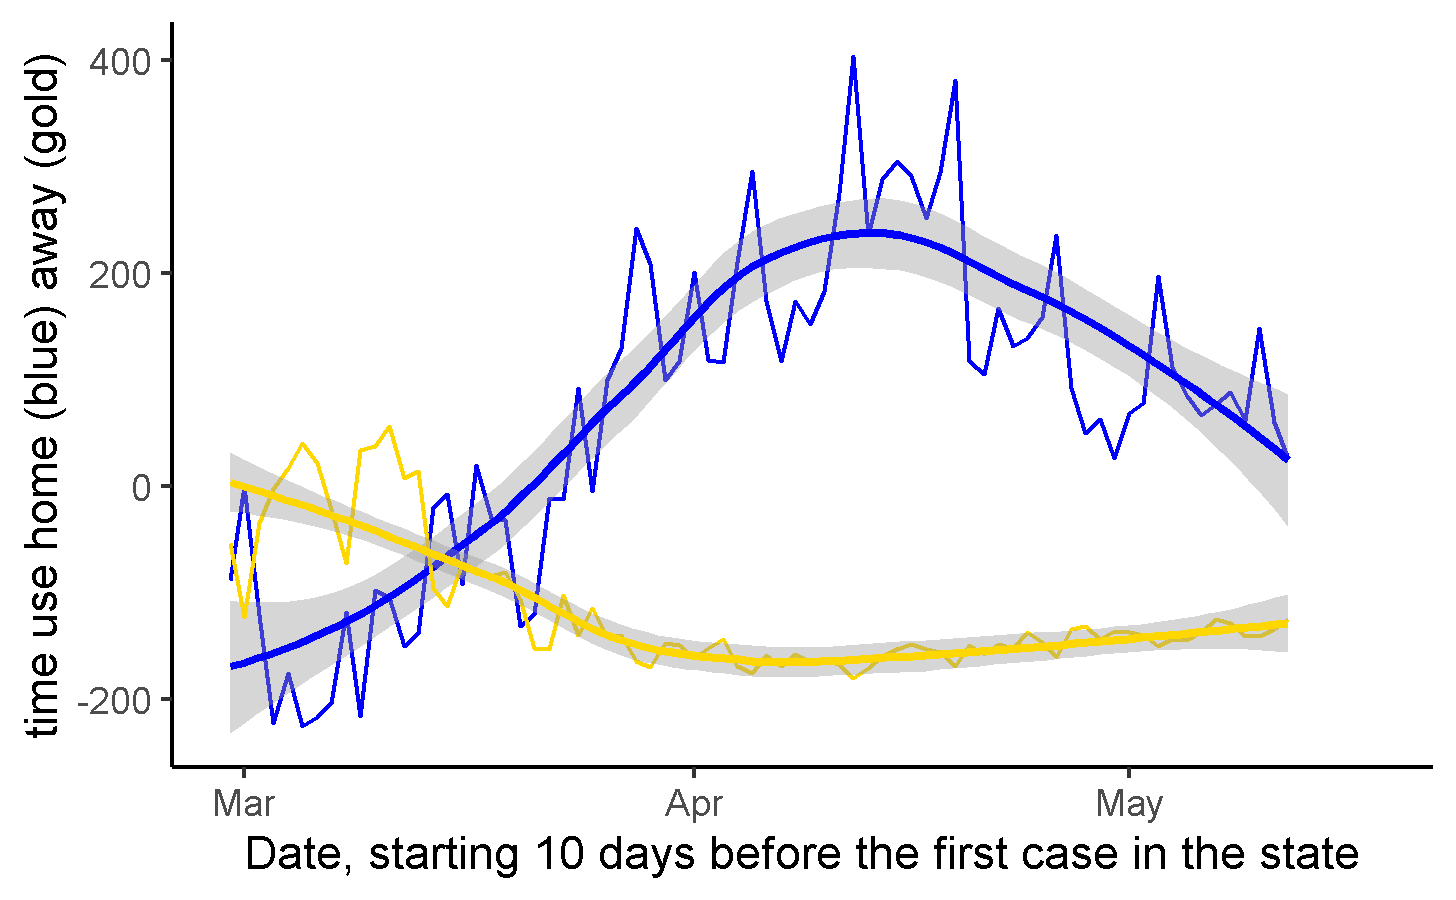 time use home (blue) away (gold)
400
200
0
-200
Mar
Apr
May
Date, starting 10 days before the first case in the state